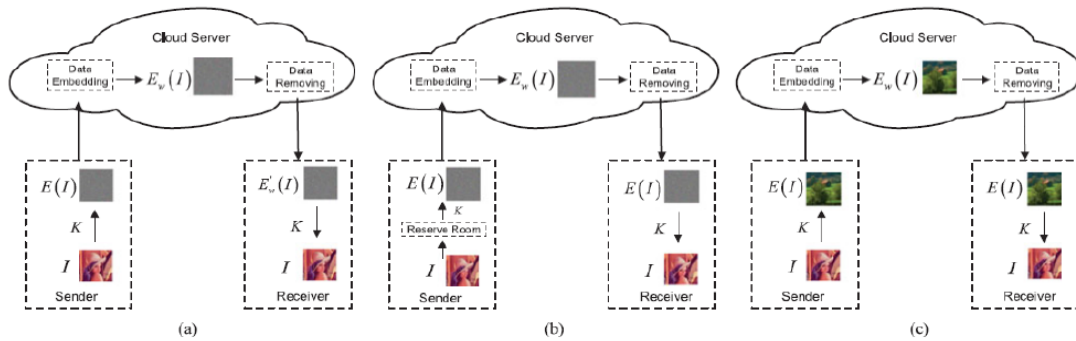 Cloud Server
Data
Embedding
E_w(I)
Data
Removing
E(I)
K
I
Sender
E'_w(I)
K
I
Receiver
(a)
Cloud Server
Data
Embedding
E_w(I)
Data
Removing
E(I)
K
Reserve Room
I
Sender
E(I)
K
I
Receiver
(b)
Cloud Server
Data
Embedding
E_w(I)
Data
Removing
E(I)
K
I
Sender
E(I)
K
I
Receiver
(c)